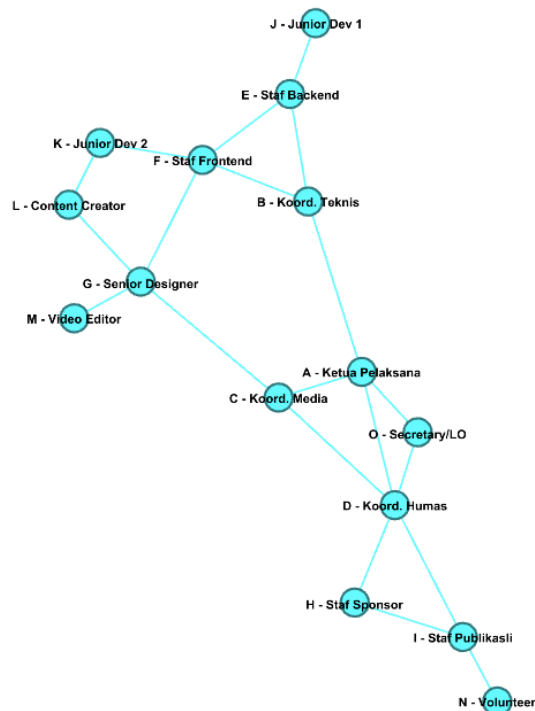 J - Junior Dev 1
E - Staf Backend
K - Junior Dev 2
F - Staf Frontend
L - Content Creator
B - Koord. Teknis
G - Senior Designer
M - Video Editor
A - Ketua Pelaksana
C - Koord. Media
O - Secretary/LO
D - Koord. Humas
H - Staf Sponsor
I - Staf Publikasli
N - Volunteer